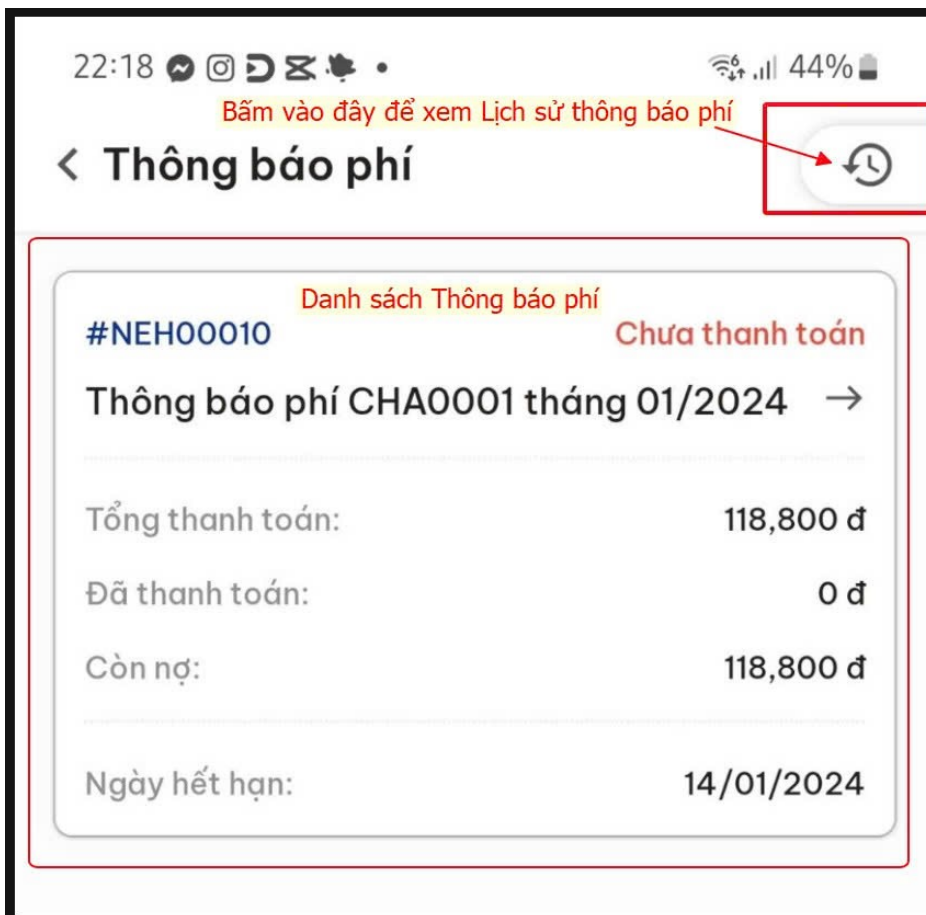 22:18 44%
Bấm vào đây để xem Lịch sử thông báo phí
Thông báo phí
Danh sách Thông báo phí
#NEH00010 Chưa thanh toán
Thông báo phí CHA0001 tháng 01/2024
Tổng thanh toán: 118,800 đ
Đã thanh toán: 0 đ
Còn nợ: 118,800 đ
Ngày hết hạn: 14/01/2024